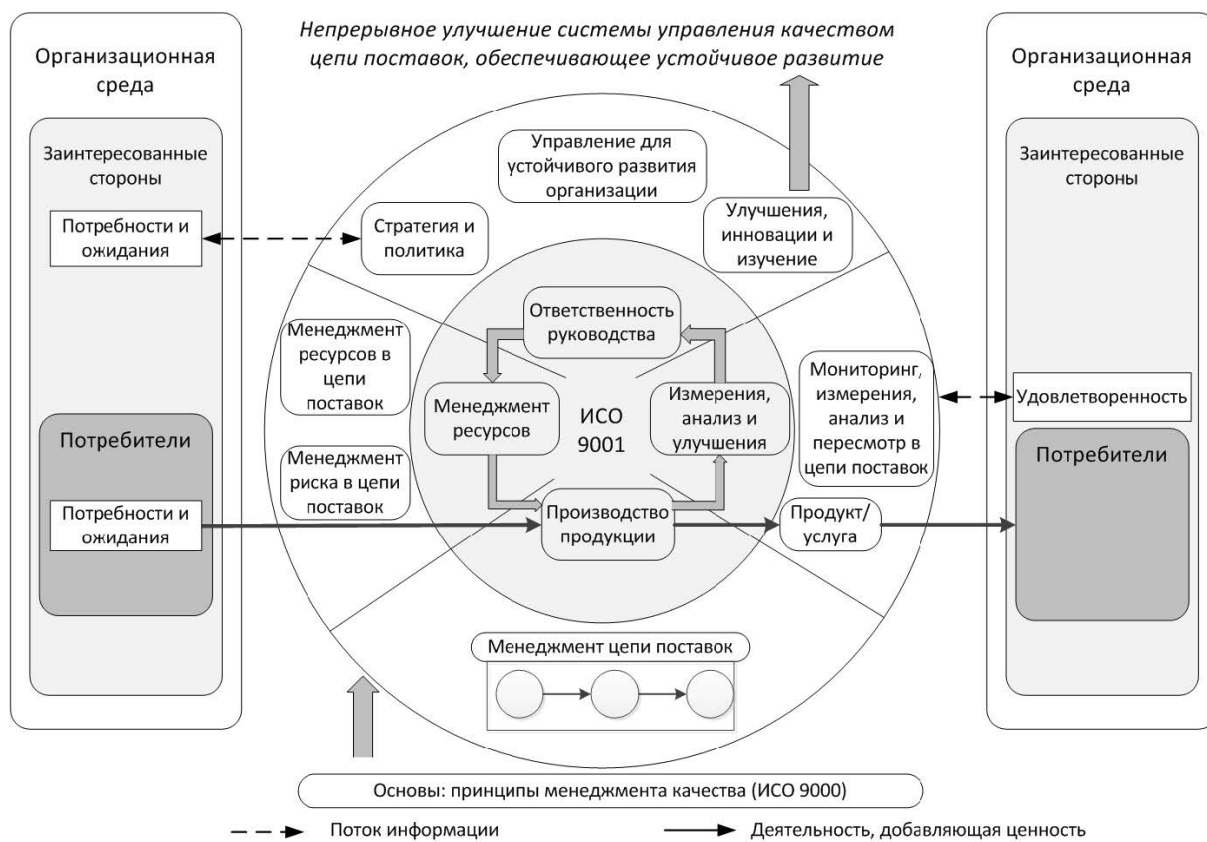 Непрерывное улучшение системы управления качеством
цепи поставок, обеспечивающее устойчивое развитие
Организационная
среда
Заинтересованные
стороны
Потребности и
ожидания
Потребители
Потребности и
ожидания
Управление для
устойчивого развития
организации
Стратегия и
политика
Улучшения,
инновации и
изучение
Менеджмент
ресурсов в
цепи
поставок
Менеджмент
риска в цепи
поставок
Ответственность
руководства
Менеджмент
ресурсов
ИСО
9001
Измерения,
анализ и
улучшения
Производство
продукции
Мониторинг,
измерения,
анализ и
пересмотр в
цепи поставок
Продукт/
услуга
Менеджмент цепи поставок
Организационная
среда
Заинтересованные
стороны
Удовлетворенность
Потребители
Основы: принципы менеджмента качества (ИСО 9000)
Поток информации
Деятельность, добавляющая ценность